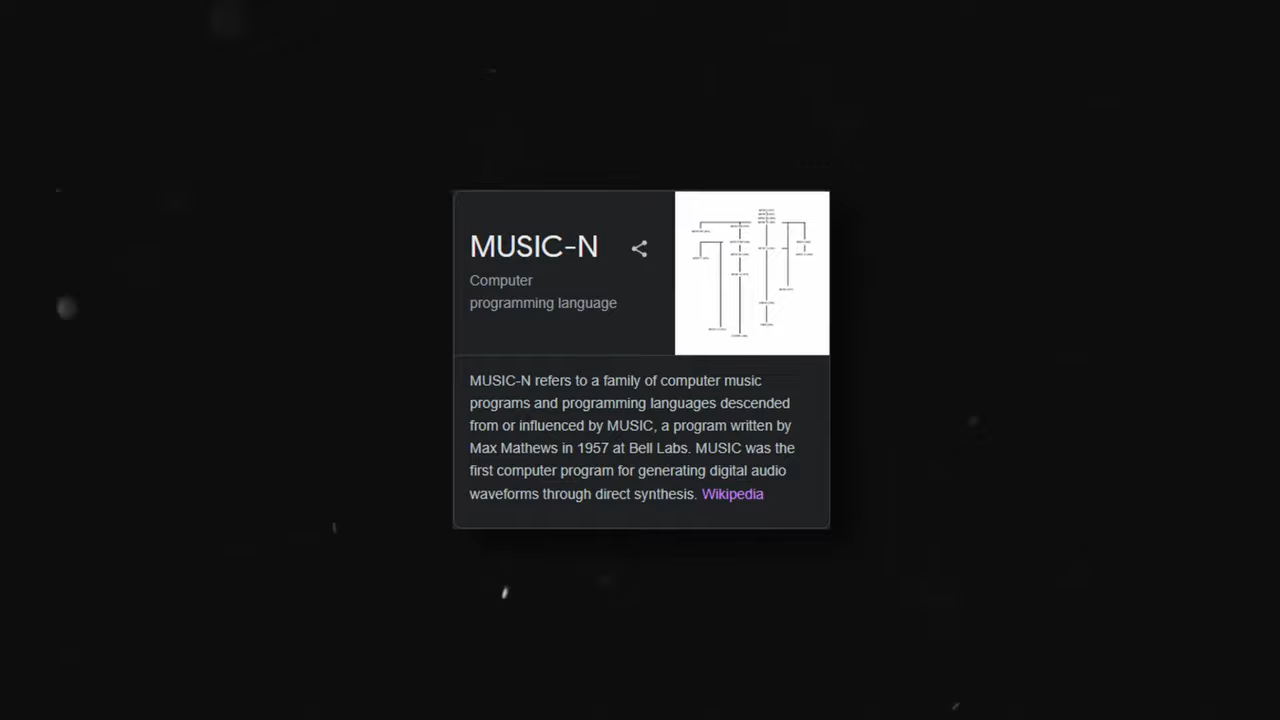 MUSIC-N
Computer
programming language
MUSIC-N refers to a family of computer music
programs and programming languages descended
from or influenced by MUSIC, a program written by
Max Mathews in 1957 at Bell Labs. MUSIC was the
first computer program for generating digital audio
waveforms through direct synthesis. Wikipedia